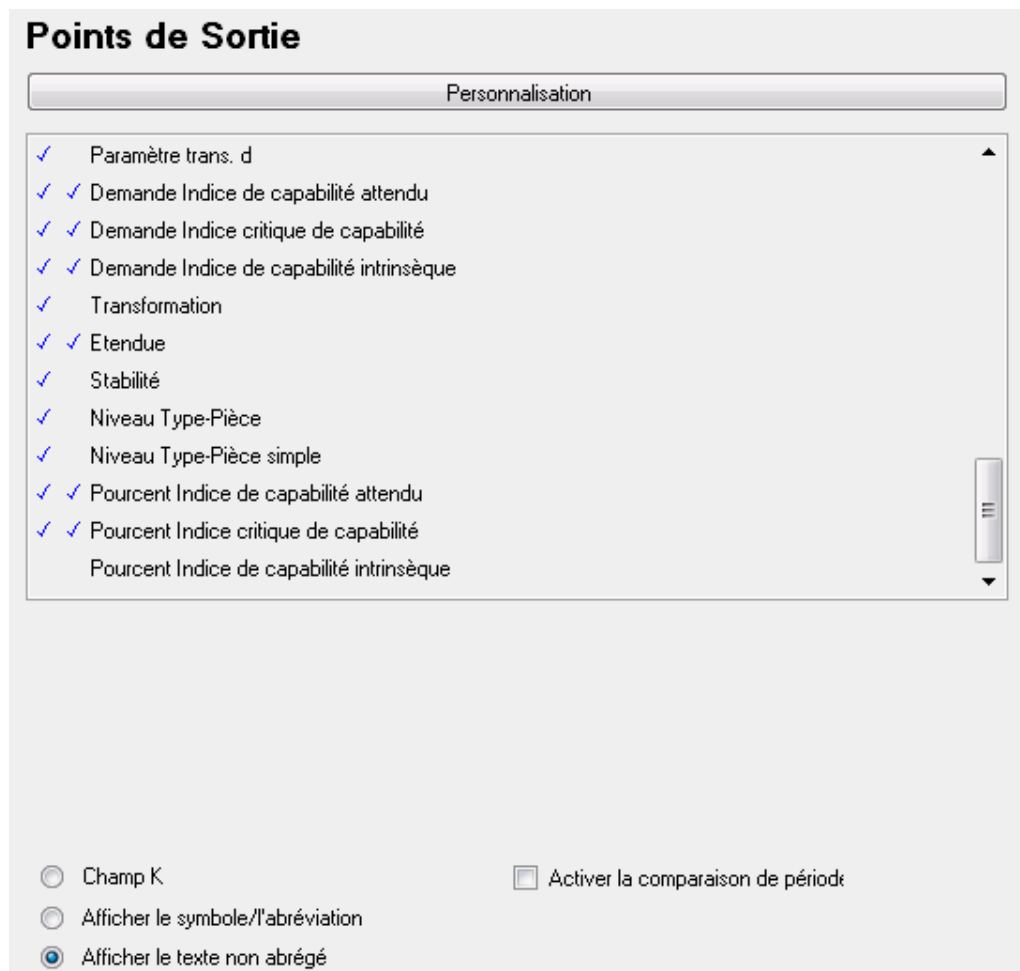 Points de Sortie
Personnalisation
Paramètre trans. d
Demande Indice de capabilité attendu
Demande Indice critique de capabilité
Demande Indice de capabilité intrinsèque
Transformation
Etendue
Stabilité
Niveau Type-Pièce
Niveau Type-Pièce simple
Pourcent Indice de capabilité attendu
Pourcent Indice critique de capabilité
Pourcent Indice de capabilité intrinsèque
Champ K
Activer la comparaison de période
Afficher le symbole/l'abréviation
Afficher le texte non abrégé